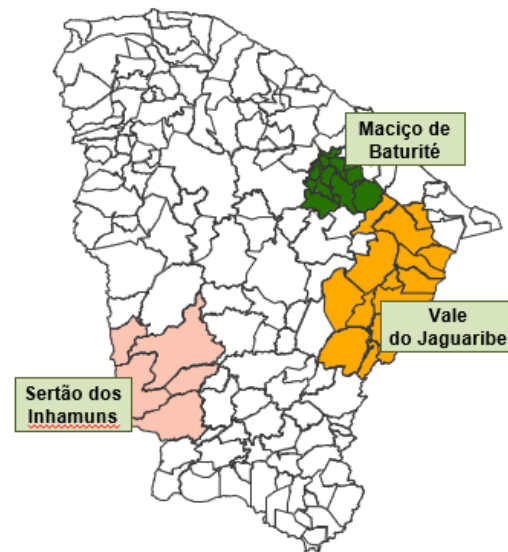 Maciço de
Baturité
Vale
do Jaguaribe
Sertão dos
Inhamuns